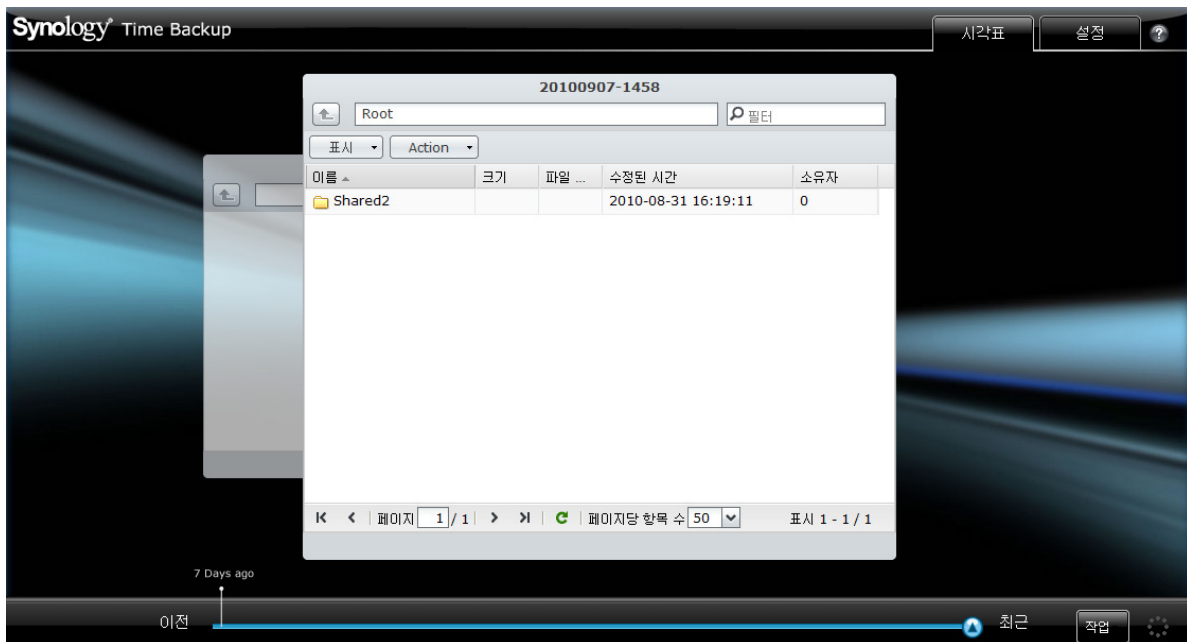 Synology Time Backup
시각표
설정
?
20100907-1458
Root
필터
표시
Action
이름 크기 파일 ... 수정된 시간 소유자
Shared2 2010-08-31 16:19:11 0
페이지 1 / 1 페이지당 항목 수 50 표시 1 - 1 / 1
7 Days ago
이전
최근
작업